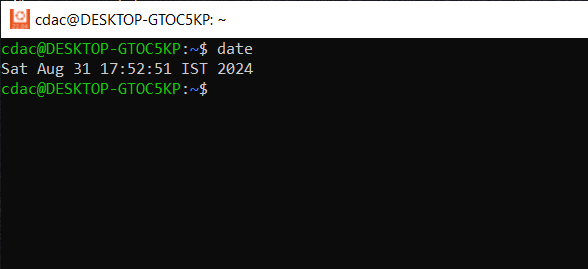 cdac@DESKTOP-GTOC5KP: ~
cdac@DESKTOP-GTOC5KP:~$ date
Sat Aug 31 17:52:51 IST 2024
cdac@DESKTOP-GTOC5KP:~$